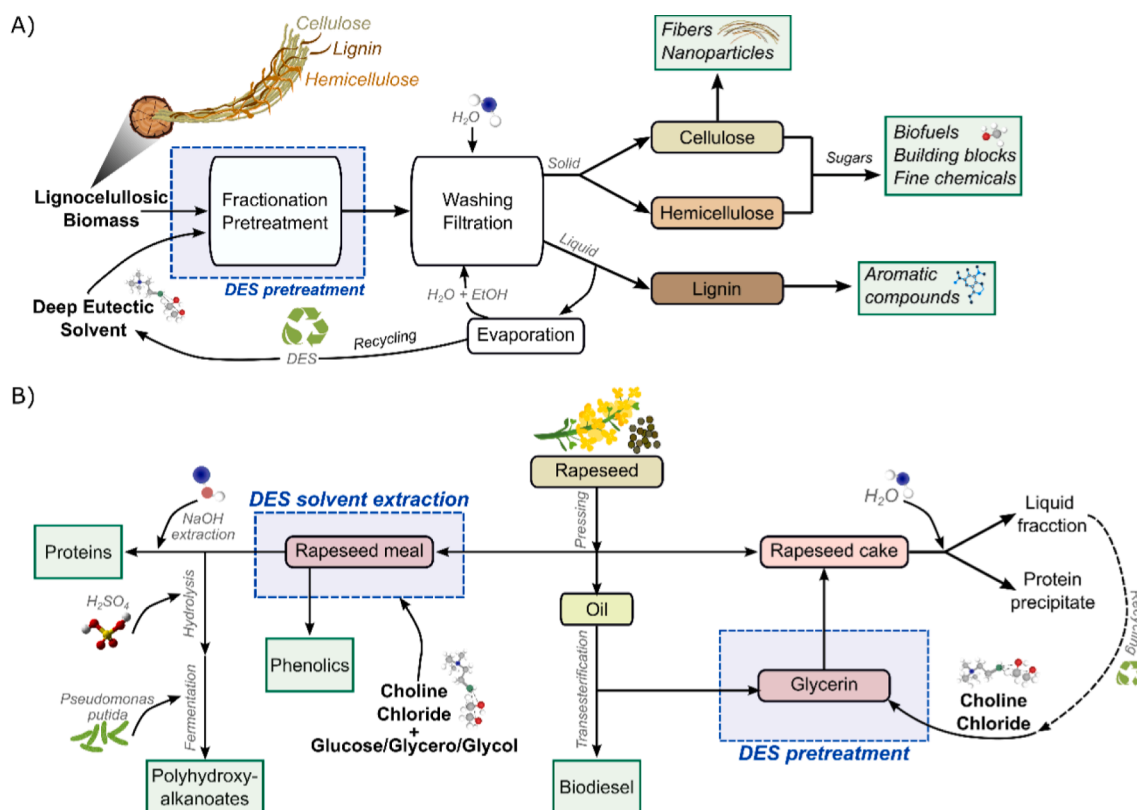 A)
Cellulose
Lignin
Hemicellulose
Fibers
Nanoparticles
H₂O
Lignocelullosic
Biomass
Fractionation
Pretreatment
DES pretreatment
Washing
Filtration
Solid
Cellulose
Hemicellulose
Sugars
Biofuels
Building blocks
Fine chemicals
Liquid
Lignin
Aromatic
compounds
Deep Eutectic
Solvent
H₂O + EtOH
Evaporation
Recycling
DES
B)
Rapeseed
Pressing
DES solvent extraction
NaOH
extraction
Proteins
Rapeseed meal
Rapeseed cake
H₂O
Liquid
fracction
Protein
precipitate
Recycling
H₂SO₄
Hydrolysis
Oil
Phenolics
Transesterification
Glycerin
Choline
Chloride
DES pretreatment
Choline
Chloride
+
Glucose/Glycero/Glycol
Pseudomonas
putida
Fermentation
Polyhydroxy-
alkanoates
Biodiesel